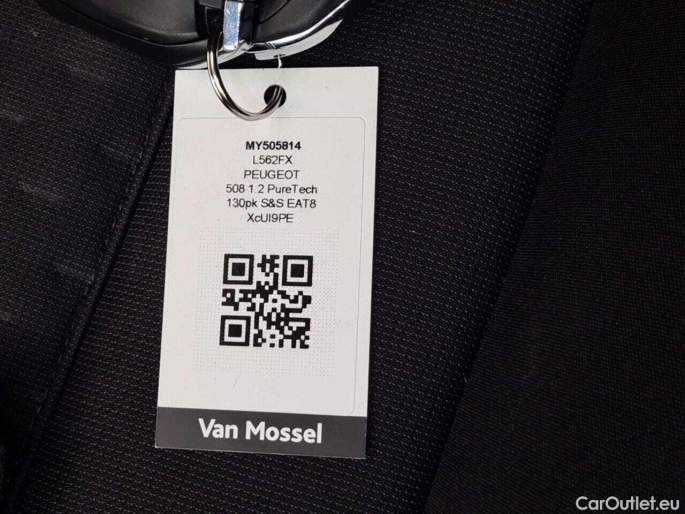 MY505814
L562FX
PEUGEOT
508 1.2 PureTech
130pk S&S EAT8
XcUI9PE
Van Mossel
CarOutlet.eu